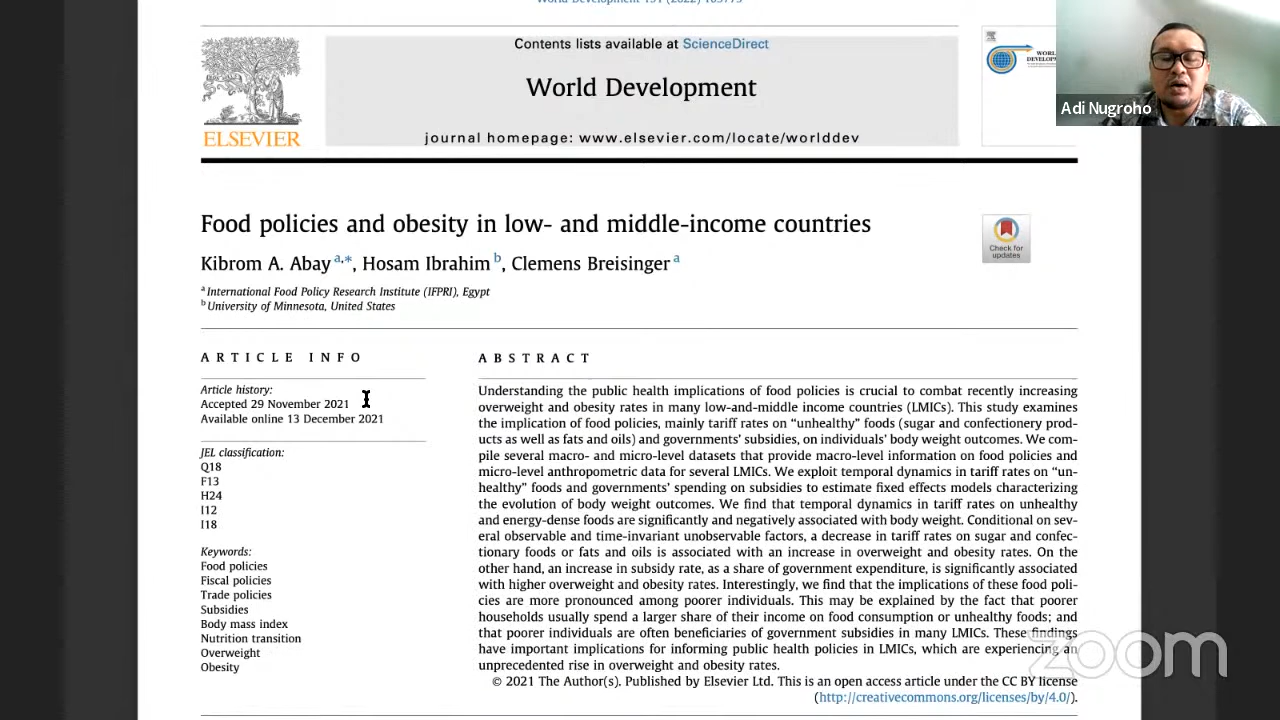 World Development 151 (2022) 105775
Contents lists available at ScienceDirect
World Development
journal homepage: www.elsevier.com/locate/worlddev
ELSEVIER
Adi Nugroho
Food policies and obesity in low- and middle-income countries
Check for
updates
Kibrom A. Abay a,*, Hosam Ibrahim b, Clemens Breisinger a
a International Food Policy Research Institute (IFPRI), Egypt
b University of Minnesota, United States
ARTICLE INFO
Article history:
Accepted 29 November 2021
Available online 13 December 2021
JEL classification:
Q18
F13
H24
I12
I18
Keywords:
Food policies
Fiscal policies
Trade policies
Subsidies
Body mass index
Nutrition transition
Overweight
Obesity
ABSTRACT
Understanding the public health implications of food policies is crucial to combat recently increasing
overweight and obesity rates in many low-and-middle income countries (LMICs). This study examines
the implication of food policies, mainly tariff rates on “unhealthy” foods (sugar and confectionery prod-
ucts as well as fats and oils) and governments’ subsidies, on individuals’ body weight outcomes. We com-
pile several macro- and micro-level datasets that provide macro-level information on food policies and
micro-level anthropometric data for several LMICs. We exploit temporal dynamics in tariff rates on “un-
healthy” foods and governments’ spending on subsidies to estimate fixed effects models characterizing
the evolution of body weight outcomes. We find that temporal dynamics in tariff rates on unhealthy
and energy-dense foods are significantly and negatively associated with body weight. Conditional on sev-
eral observable and time-invariant unobservable factors, a decrease in tariff rates on sugar and confec-
tionary foods or fats and oils is associated with an increase in overweight and obesity rates. On the
other hand, an increase in subsidy rate, as a share of government expenditure, is significantly associated
with higher overweight and obesity rates. Interestingly, we find that the implications of these food poli-
cies are more pronounced among poorer individuals. This may be explained by the fact that poorer
households usually spend a larger share of their income on food consumption or unhealthy foods; and
that poorer individuals are often beneficiaries of government subsidies in many LMICs. These findings
have important implications for informing public health policies in LMICs, which are experiencing an
unprecedented rise in overweight and obesity rates.
© 2021 The Author(s). Published by Elsevier Ltd. This is an open access article under the CC BY license
(http://creativecommons.org/licenses/by/4.0/).
zoom